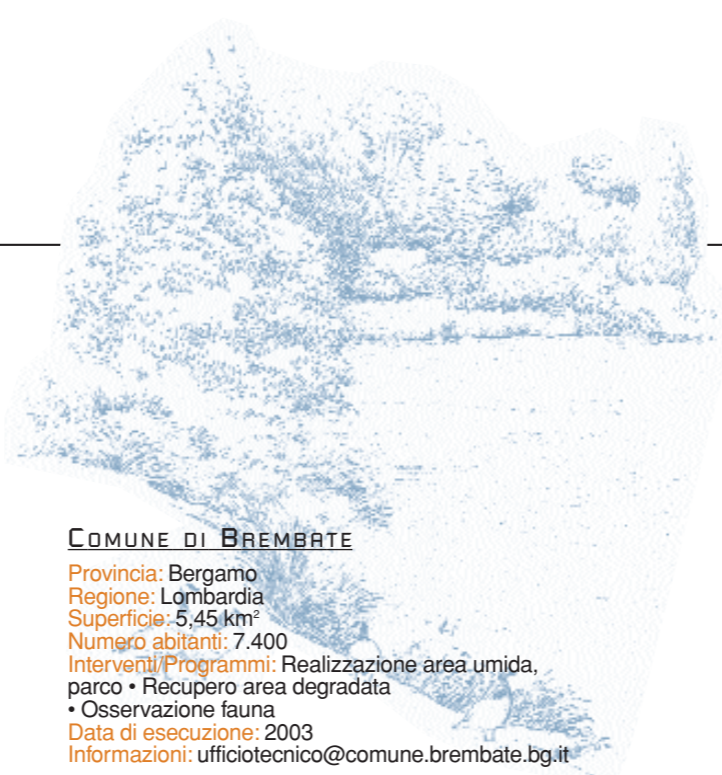 COMUNE DI BREMBATE
Provincia: Bergamo
Regione: Lombardia
Superficie: 5,45 km²
Numero abitanti: 7.400
Interventi/Programmi: Realizzazione area umida,
parco • Recupero area degradata
• Osservazione fauna
Data di esecuzione: 2003
Informazioni: ufficiotecnico@comune.brembate.bg.it